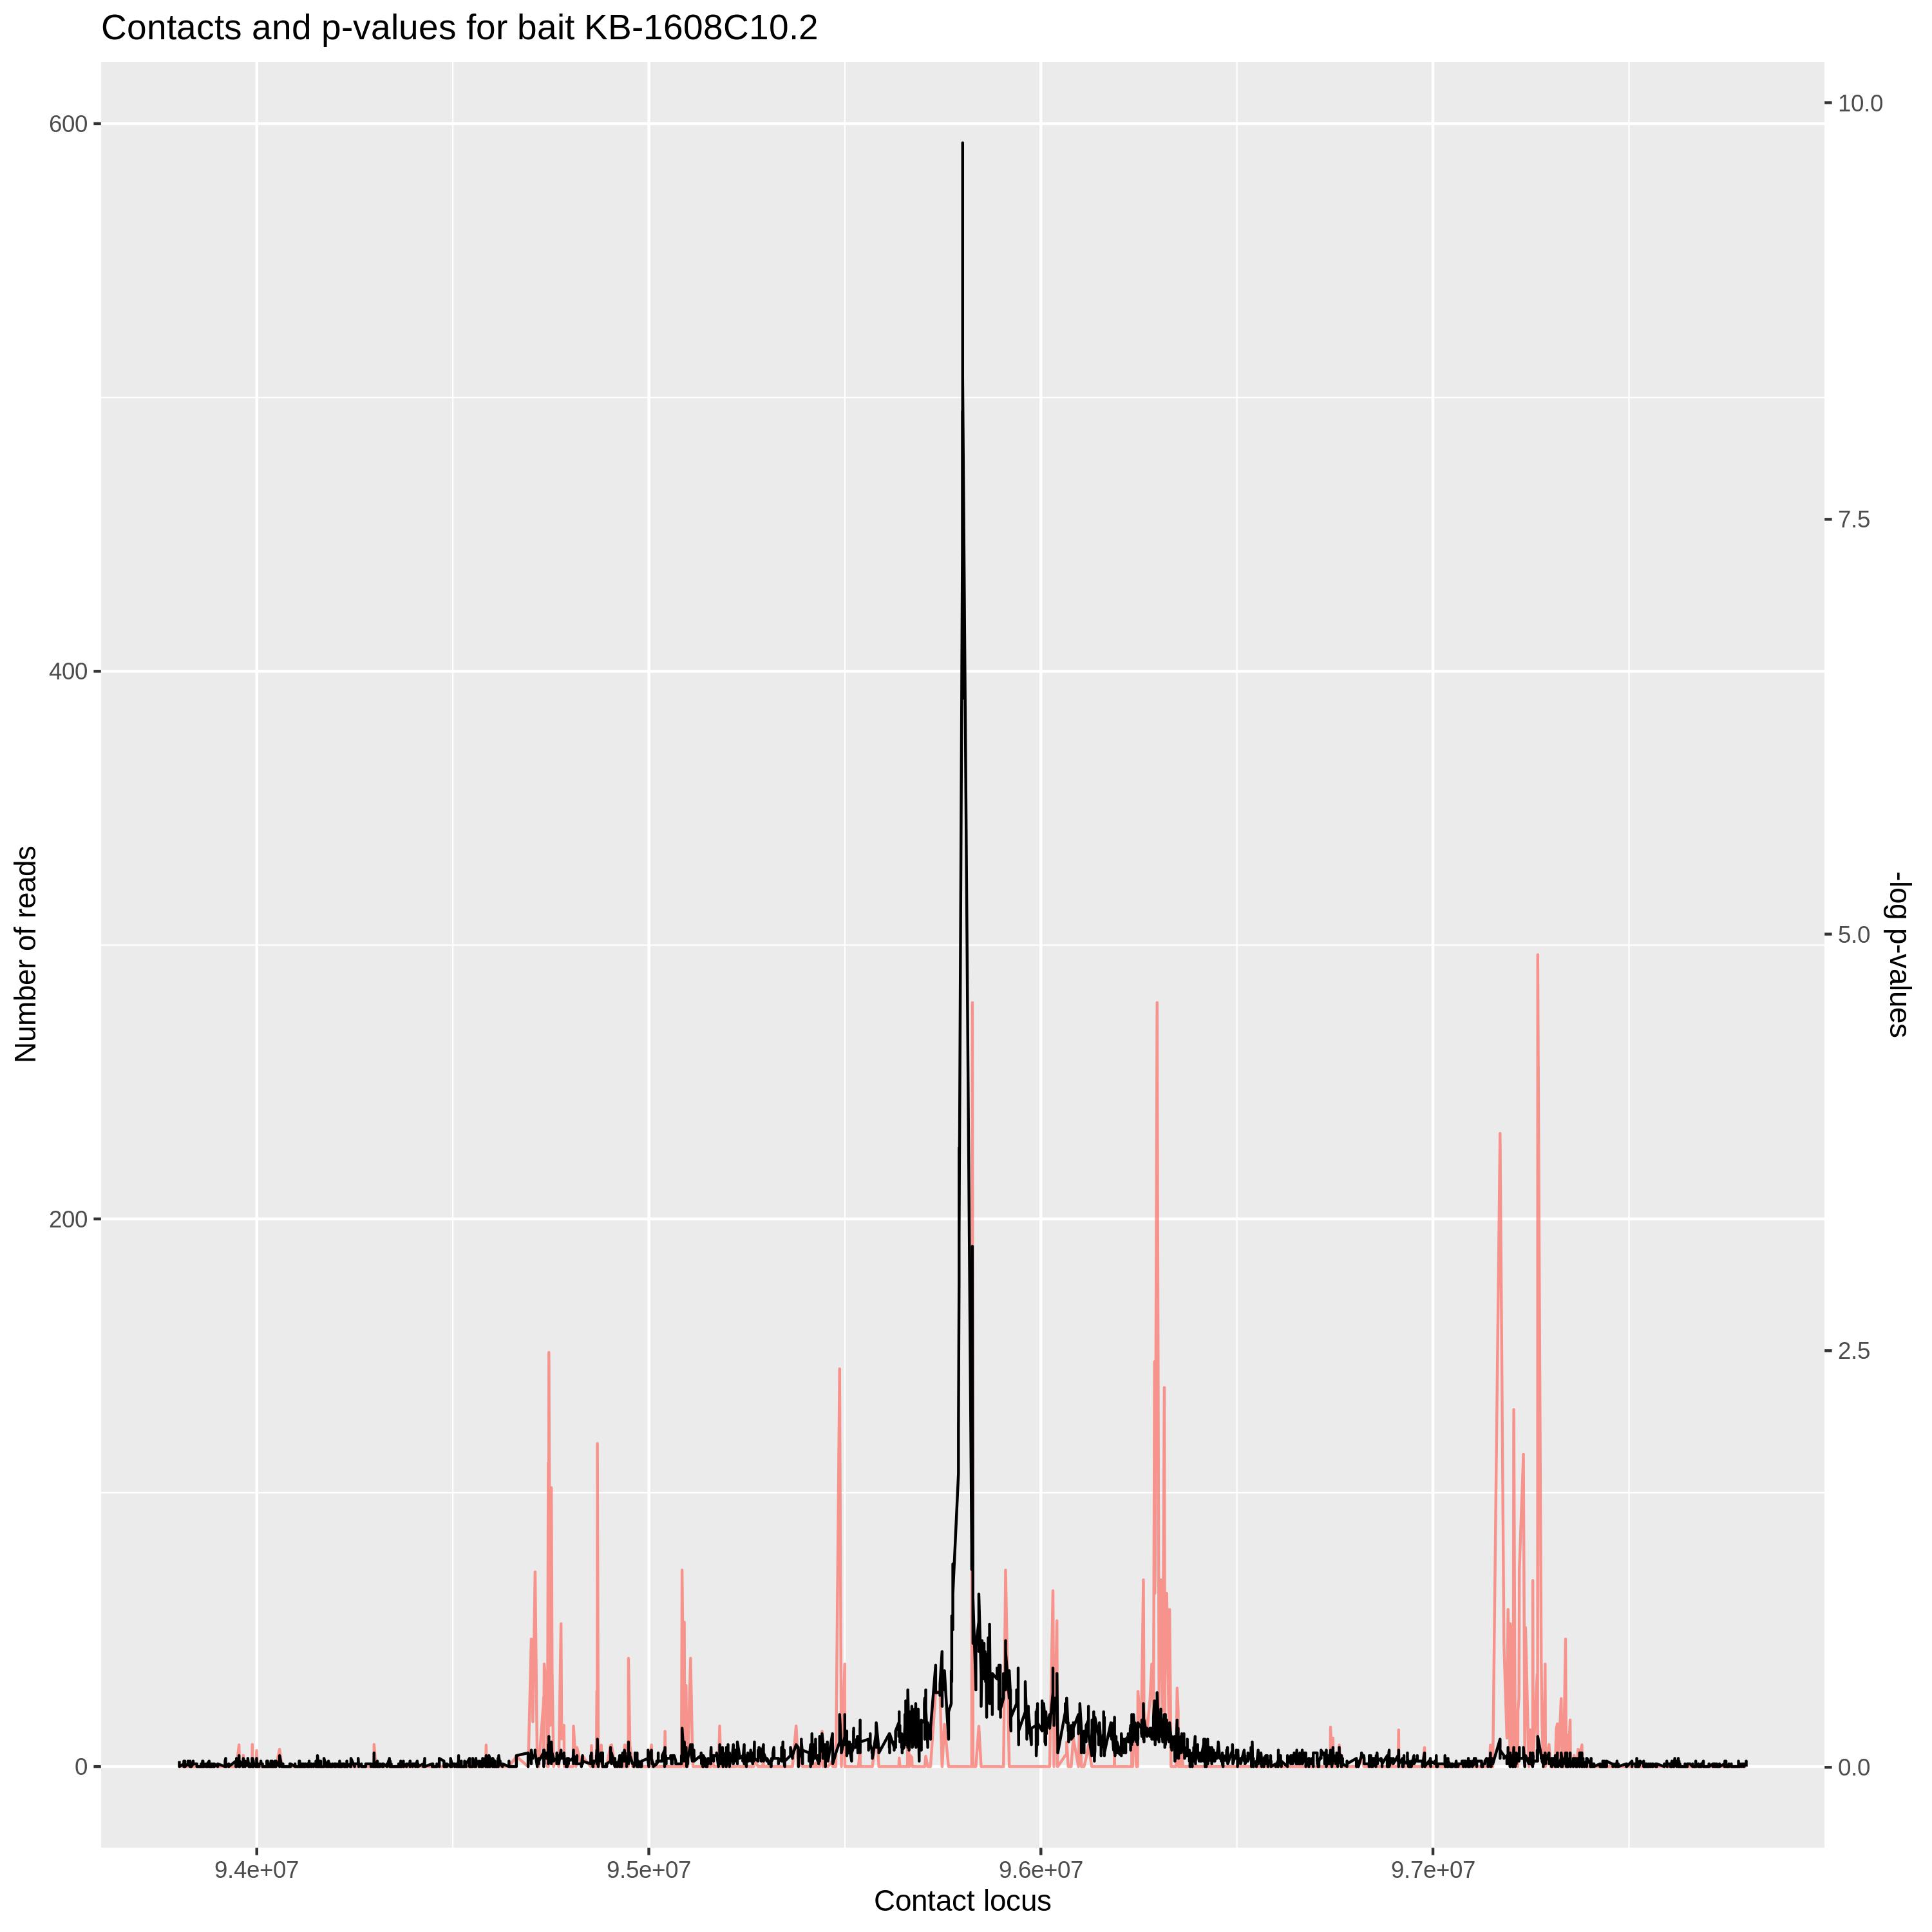 Contacts and p-values for bait KB-1608C10.2
600
400
200
0
Number of reads
10.0
7.5
5.0
2.5
0.0
-log p-values
9.4e+07
9.5e+07
9.6e+07
9.7e+07
Contact locus